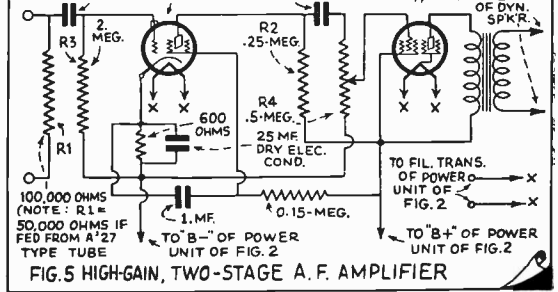 OF DYN.
SP'K'R.
R3
2.
MEG.
R2
.25-MEG.
R4
.5-MEG.
600
OHMS
25 MF.
DRY ELEC.
COND.
R1
X X
X X
100,000 OHMS
(NOTE: R1=
50,000 OHMS IF
FED FROM A '27
TYPE TUBE
1. MF.
0.15-MEG.
TO "B-" OF POWER
UNIT OF FIG.2
TO FIL. TRANS.
OF POWER
UNIT OF
FIG.2
X
X
TO "B+" OF POWER
UNIT OF FIG.2
FIG.5 HIGH-GAIN, TWO-STAGE A.F. AMPLIFIER